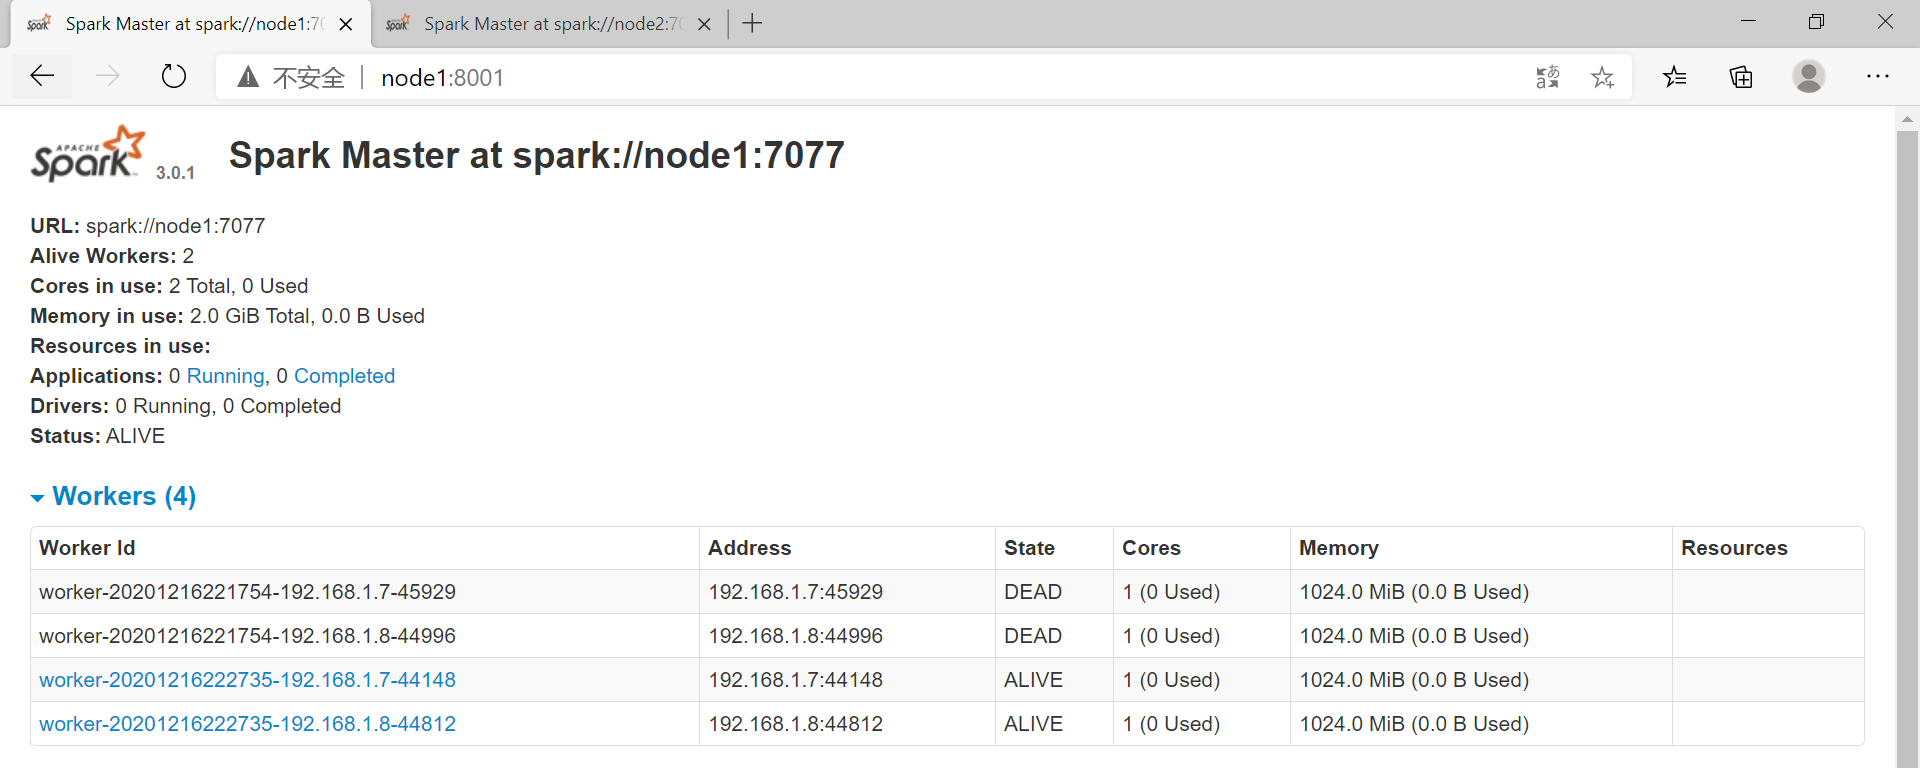 Spark Master at spark://node1:70
Spark Master at spark://node2:70
不安全 | node1:8001
APACHE Spark 3.0.1 Spark Master at spark://node1:7077
URL: spark://node1:7077
Alive Workers: 2
Cores in use: 2 Total, 0 Used
Memory in use: 2.0 GiB Total, 0.0 B Used
Resources in use:
Applications: 0 Running, 0 Completed
Drivers: 0 Running, 0 Completed
Status: ALIVE
Workers (4)
Worker Id Address State Cores Memory Resources
worker-20201216221754-192.168.1.7-45929 192.168.1.7:45929 DEAD 1 (0 Used) 1024.0 MiB (0.0 B Used)
worker-20201216221754-192.168.1.8-44996 192.168.1.8:44996 DEAD 1 (0 Used) 1024.0 MiB (0.0 B Used)
worker-20201216222735-192.168.1.7-44148 192.168.1.7:44148 ALIVE 1 (0 Used) 1024.0 MiB (0.0 B Used)
worker-20201216222735-192.168.1.8-44812 192.168.1.8:44812 ALIVE 1 (0 Used) 1024.0 MiB (0.0 B Used)